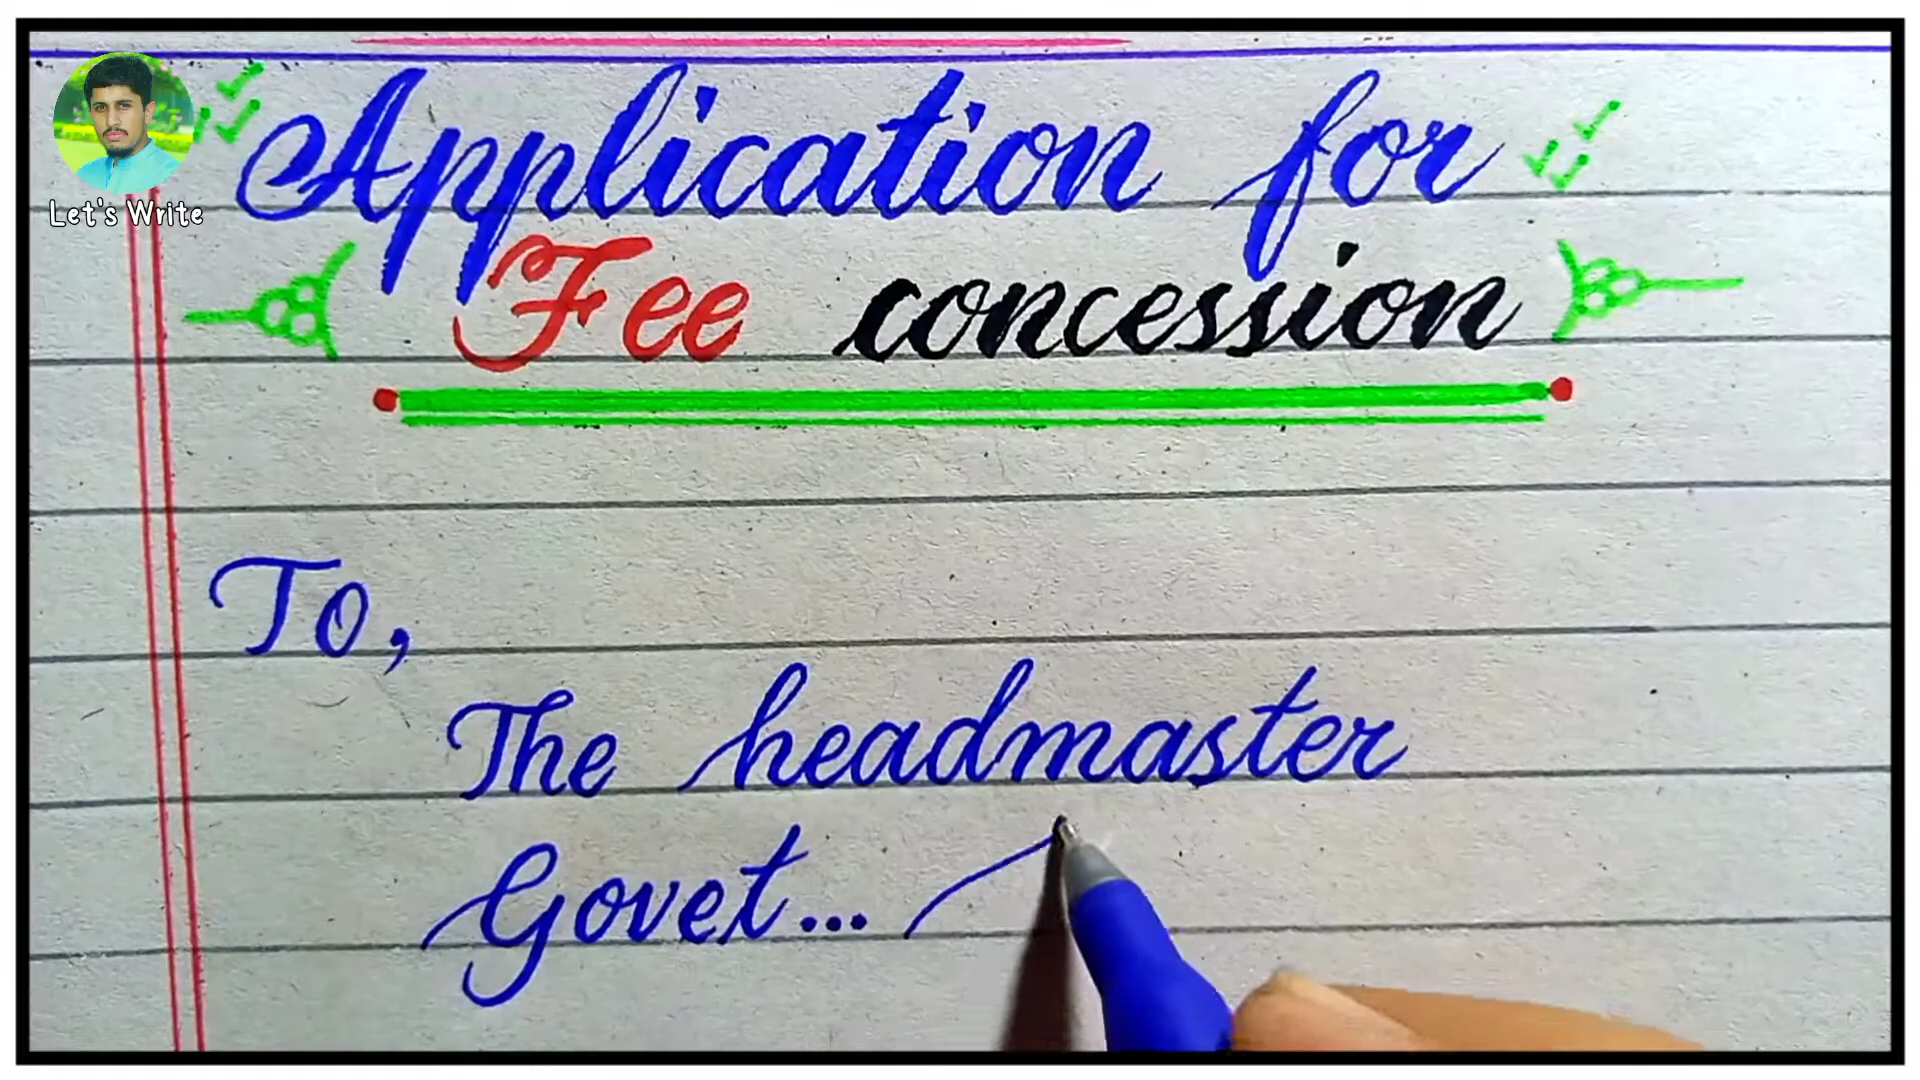 Application for
Fee concession
Let's Write
To,
The headmaster
Govet...